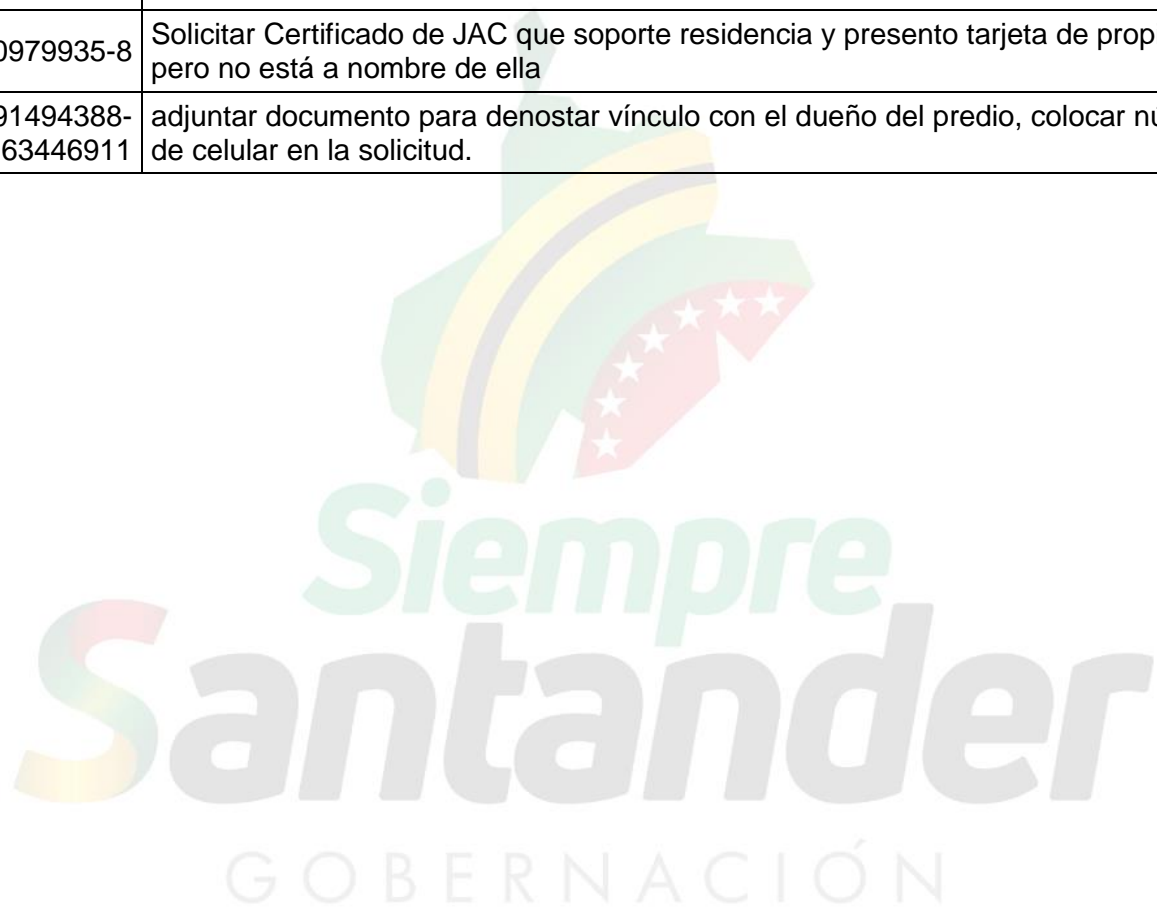 0979935-8 Solicitar Certificado de JAC que soporte residencia y presento tarjeta de prop
pero no está a nombre de ella
91494388- adjuntar documento para denostar vínculo con el dueño del predio, colocar nú
63446911 de celular en la solicitud.
Siempre
Santander
GOBERNACIÓN